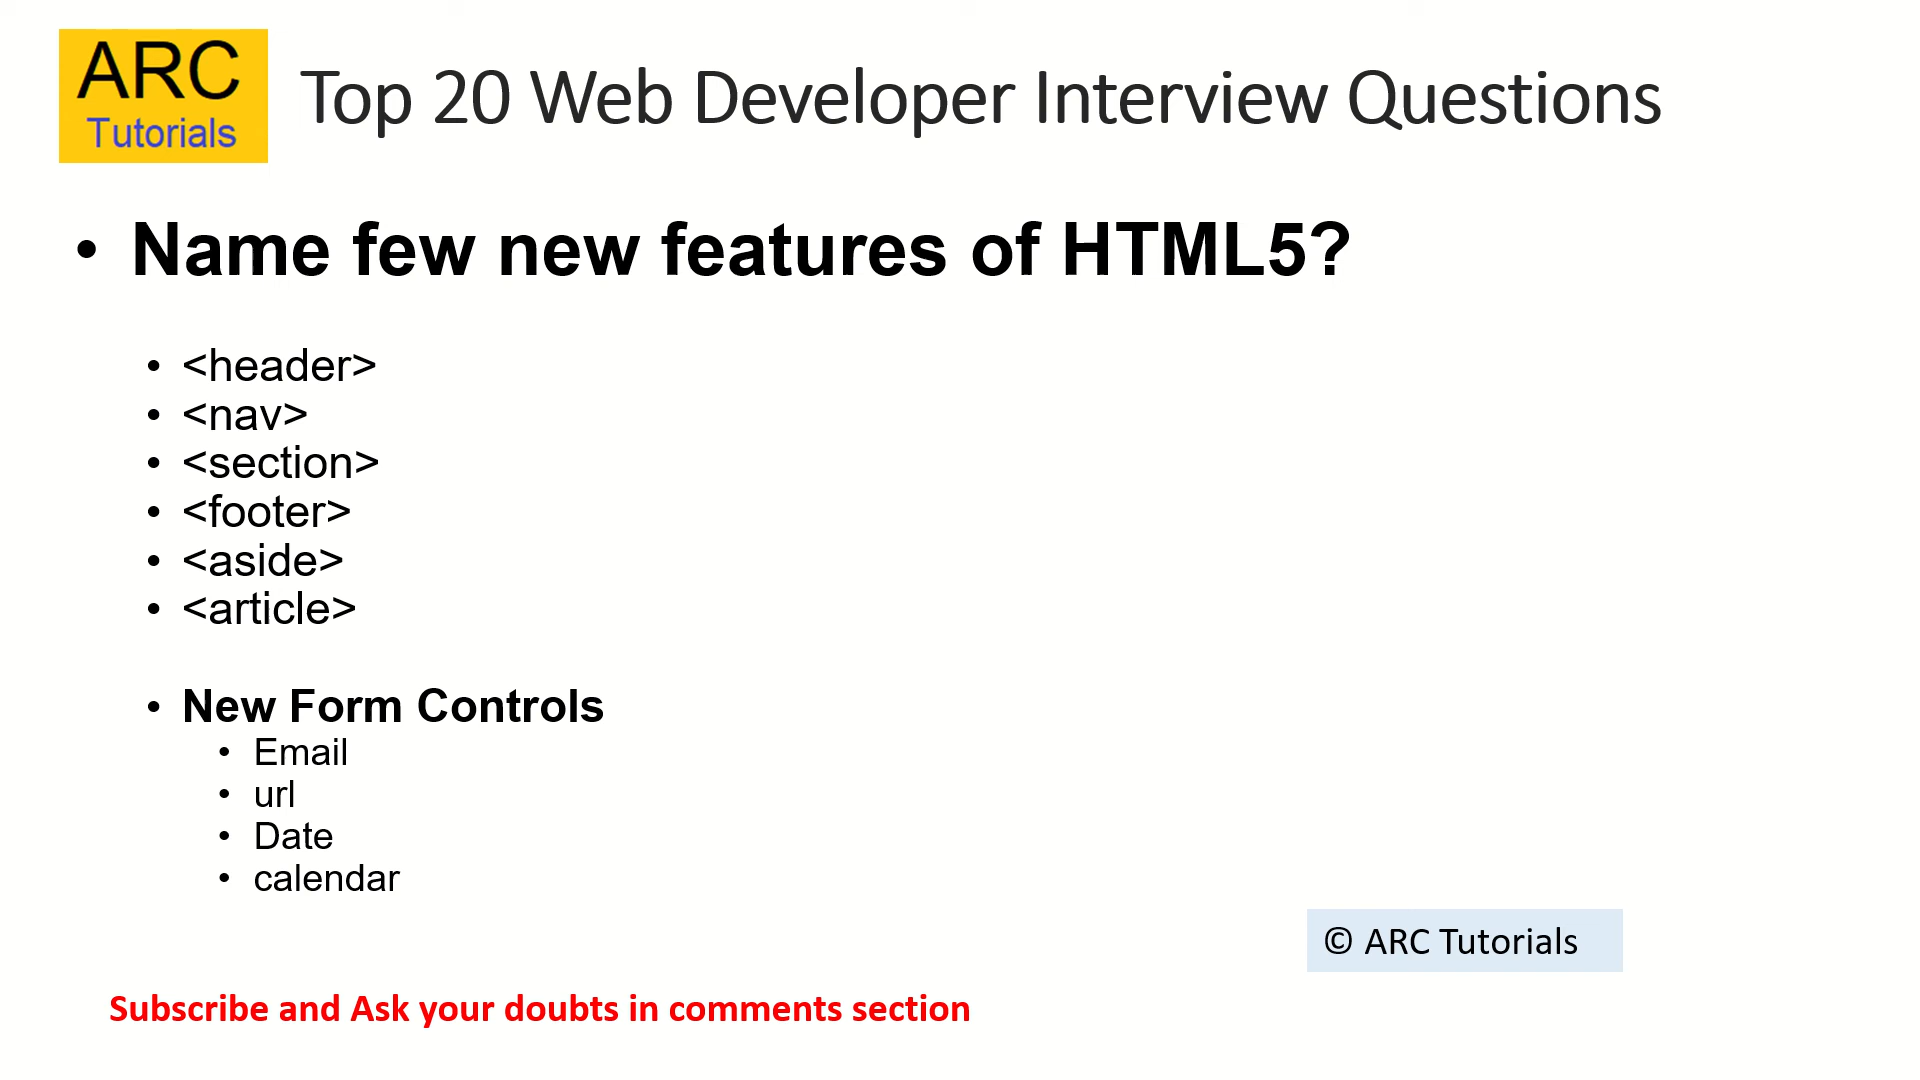 ARC
Tutorials
Top 20 Web Developer Interview Questions
• Name few new features of HTML5?
• <header>
• <nav>
• <section>
• <footer>
• <aside>
• <article>
• New Form Controls
• Email
• url
• Date
• calendar
© ARC Tutorials
Subscribe and Ask your doubts in comments section